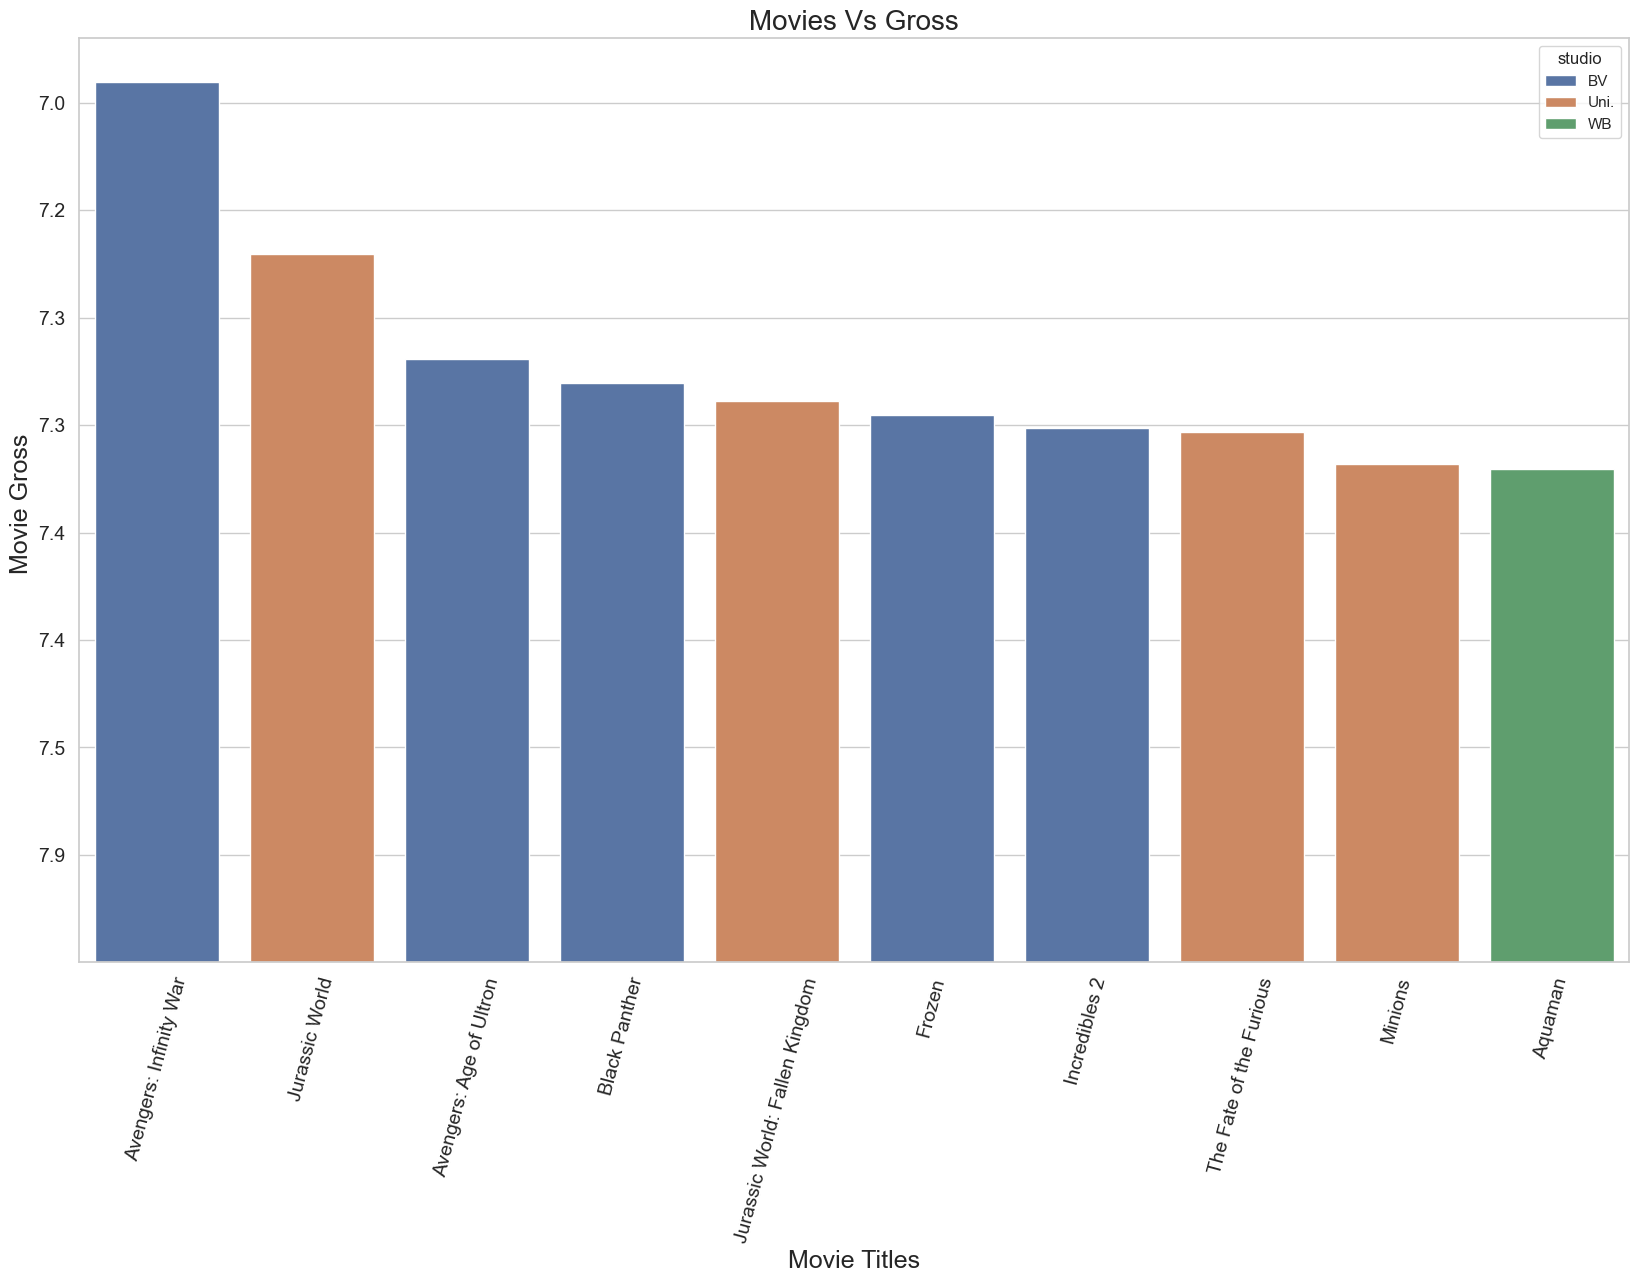 Movies Vs Gross
studio
BV
Uni.
WB
7.0
7.2
7.3
7.3
7.4
7.4
7.5
7.9
Movie Gross
Avengers: Infinity War
Jurassic World
Avengers: Age of Ultron
Black Panther
Jurassic World: Fallen Kingdom
Frozen
Incredibles 2
The Fate of the Furious
Minions
Aquaman
Movie Titles